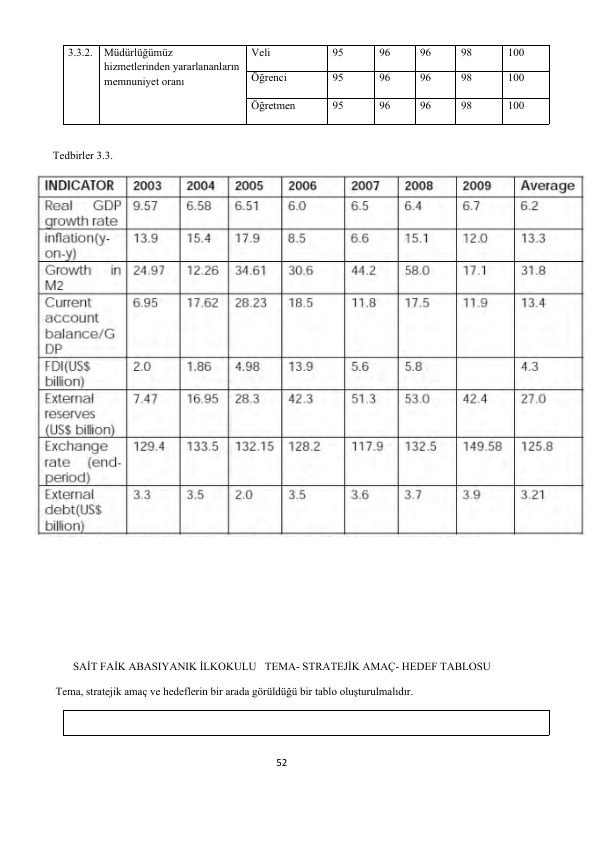 3.3.2. Müdürlüğümüz hizmetlerinden yararlananların memnuniyet oranı Veli 95 96 96 98 100
Öğrenci 95 96 96 98 100
Öğretmen 95 96 96 98 100
Tedbirler 3.3.
INDICATOR 2003 2004 2005 2006 2007 2008 2009 Average
Real GDP growth rate 9.57 6.58 6.51 6.0 6.5 6.4 6.7 6.2
inflation(y-on-y) 13.9 15.4 17.9 8.5 6.6 15.1 12.0 13.3
Growth in M2 24.97 12.26 34.61 30.6 44.2 58.0 17.1 31.8
Current account balance/GDP 6.95 17.62 28.23 18.5 11.8 17.5 11.9 13.4
FDI(US$ billion) 2.0 1.86 4.98 13.9 5.6 5.8 4.3
External reserves (US$ billion) 7.47 16.95 28.3 42.3 51.3 53.0 42.4 27.0
Exchange rate (end-period) 129.4 133.5 132.15 128.2 117.9 132.5 149.58 125.8
External debt(US$ billion) 3.3 3.5 2.0 3.5 3.6 3.7 3.9 3.21
SAİT FAİK ABASIYANIK İLKOKULU TEMA- STRATEJİK AMAÇ- HEDEF TABLOSU
Tema, stratejik amaç ve hedeflerin bir arada görüldüğü bir tablo oluşturulmalıdır.
52